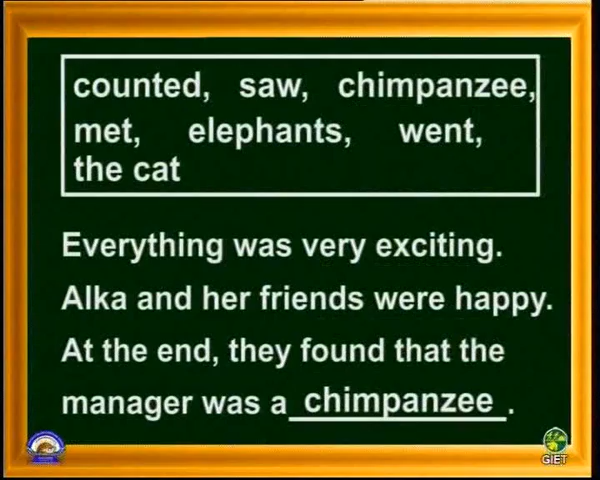 counted, saw, chimpanzee,
met, elephants, went,
the cat
Everything was very exciting.
Alka and her friends were happy.
At the end, they found that the
manager was a chimpanzee.
GIET